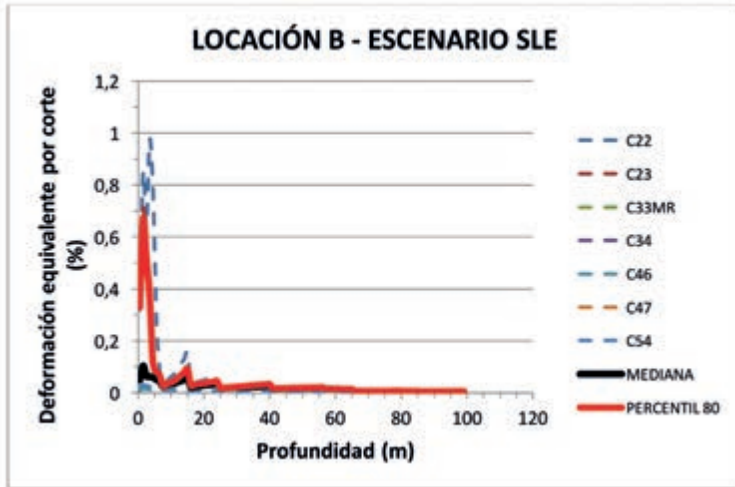 LOCACIÓN B - ESCENARIO SLE
Deformación equivalente por corte
(%)
1,2
1
0,8
0,6
0,4
0,2
0
0
20
40
60
80
100
120
Profundidad (m)
C22
C23
C33MR
C34
C46
C47
C54
MEDIANA
PERCENTIL 80